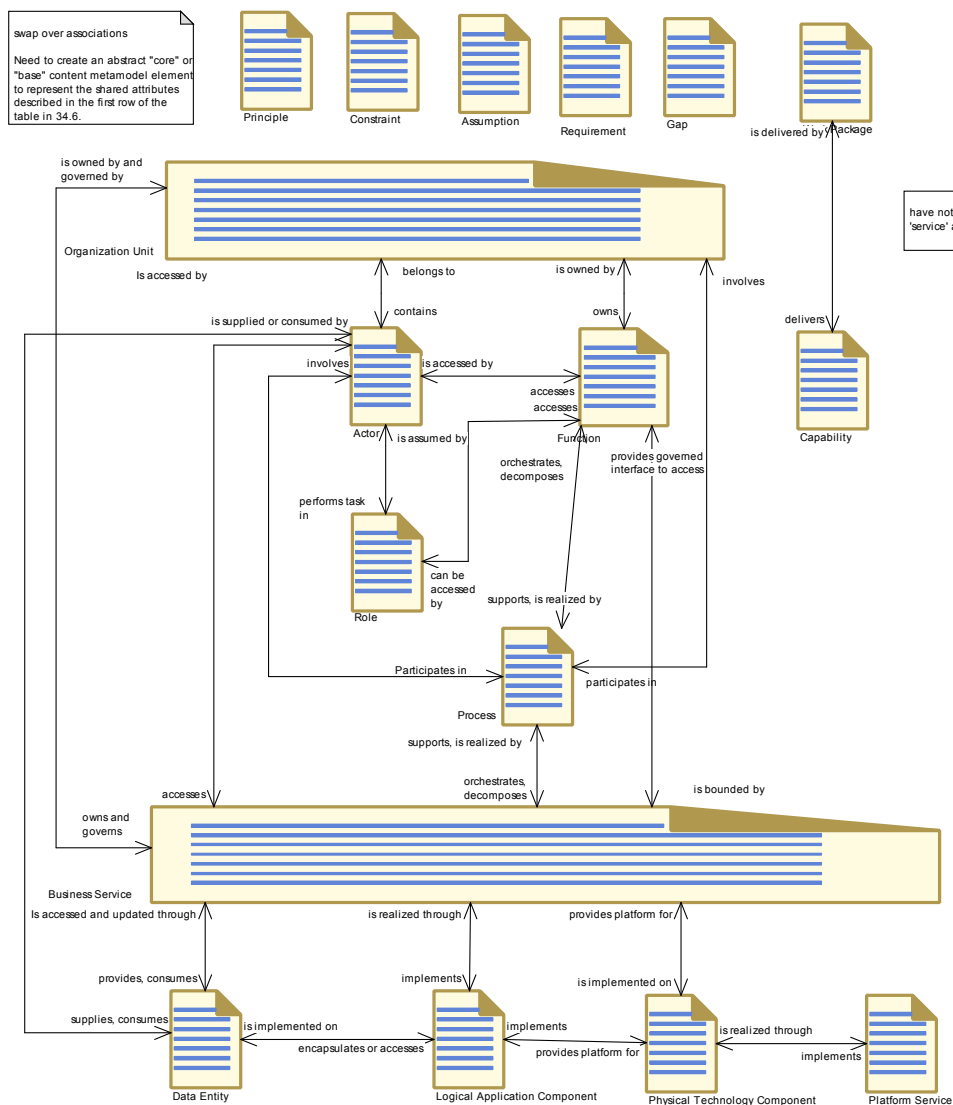 swap over associations
Need to create an abstract "core" or
"base" content metamodel element
to represent the shared attributes
described in the first row of the
table in 34.6.
Principle
Constraint
Assumption
Requirement
Gap
Package
is delivered by
is owned by and
governed by
have not
'service'
Organization Unit
Is accessed by
belongs to
is owned by
involves
contains
owns
delivers
is supplied or consumed by
involves
is accessed by
accesses
accesses
Actor
is assumed by
Function
Capability
orchestrates,
decomposes
provides governed
interface to access
performs task
in
can be
accessed
by
Role
supports, is realized by
Participates in
participates in
Process
supports, is realized by
orchestrates,
decomposes
accesses
is bounded by
owns and
governs
Business Service
Is accessed and updated through
is realized through
provides platform for
provides, consumes
implements
is implemented on
supplies, consumes
is implemented on
encapsulates or accesses
implements
provides platform for
is realized through
implements
Data Entity
Logical Application Component
Physical Technology Component
Platform Service